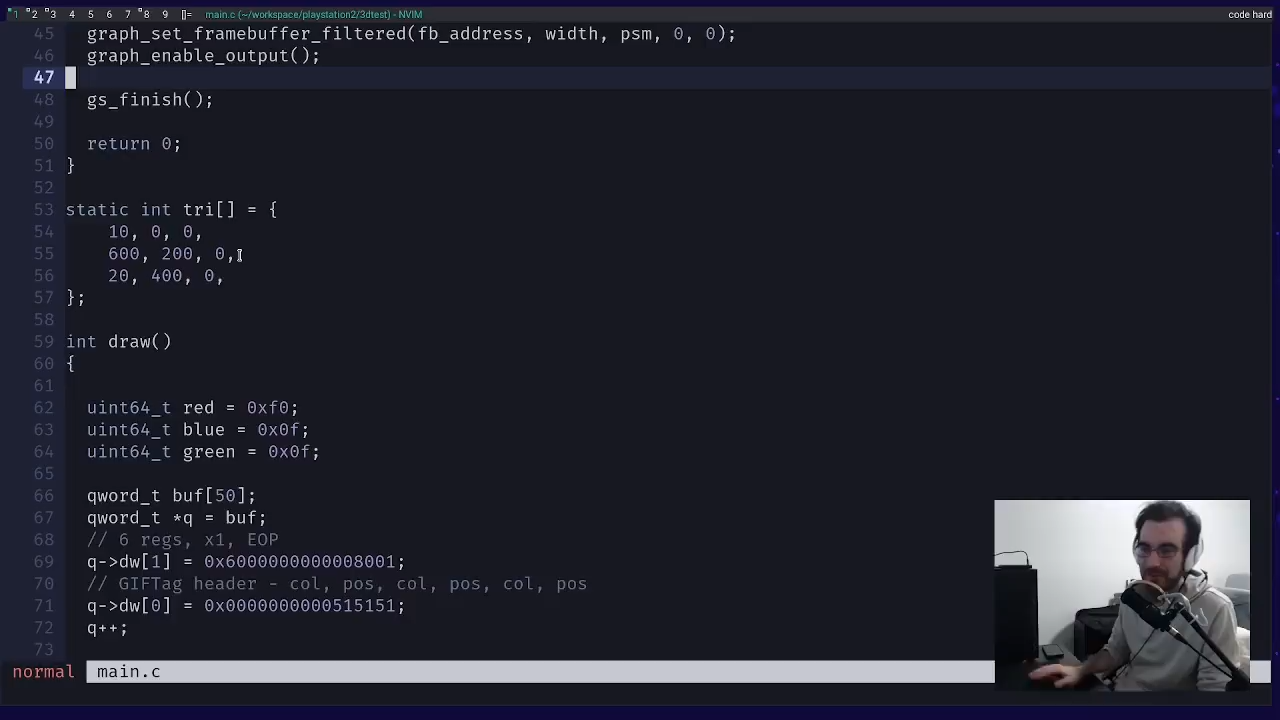 1 2 3 4 5 6 7 8 9 []= main.c (~/workspace/playstation2/3dtest) - NVIM code hard
45 graph_set_framebuffer_filtered(fb_address, width, psm, 0, 0);
46 graph_enable_output();
47
48 gs_finish();
49
50 return 0;
51 }
52
53 static int tri[] = {
54 10, 0, 0,
55 600, 200, 0,
56 20, 400, 0,
57 };
58
59 int draw()
60 {
61
62 uint64_t red = 0xf0;
63 uint64_t blue = 0x0f;
64 uint64_t green = 0x0f;
65
66 qword_t buf[50];
67 qword_t *q = buf;
68 // 6 regs, x1, EOP
69 q->dw[1] = 0x6000000000008001;
70 // GIFTag header - col, pos, col, pos, col, pos
71 q->dw[0] = 0x0000000000515151;
72 q++;
73
normal main.c